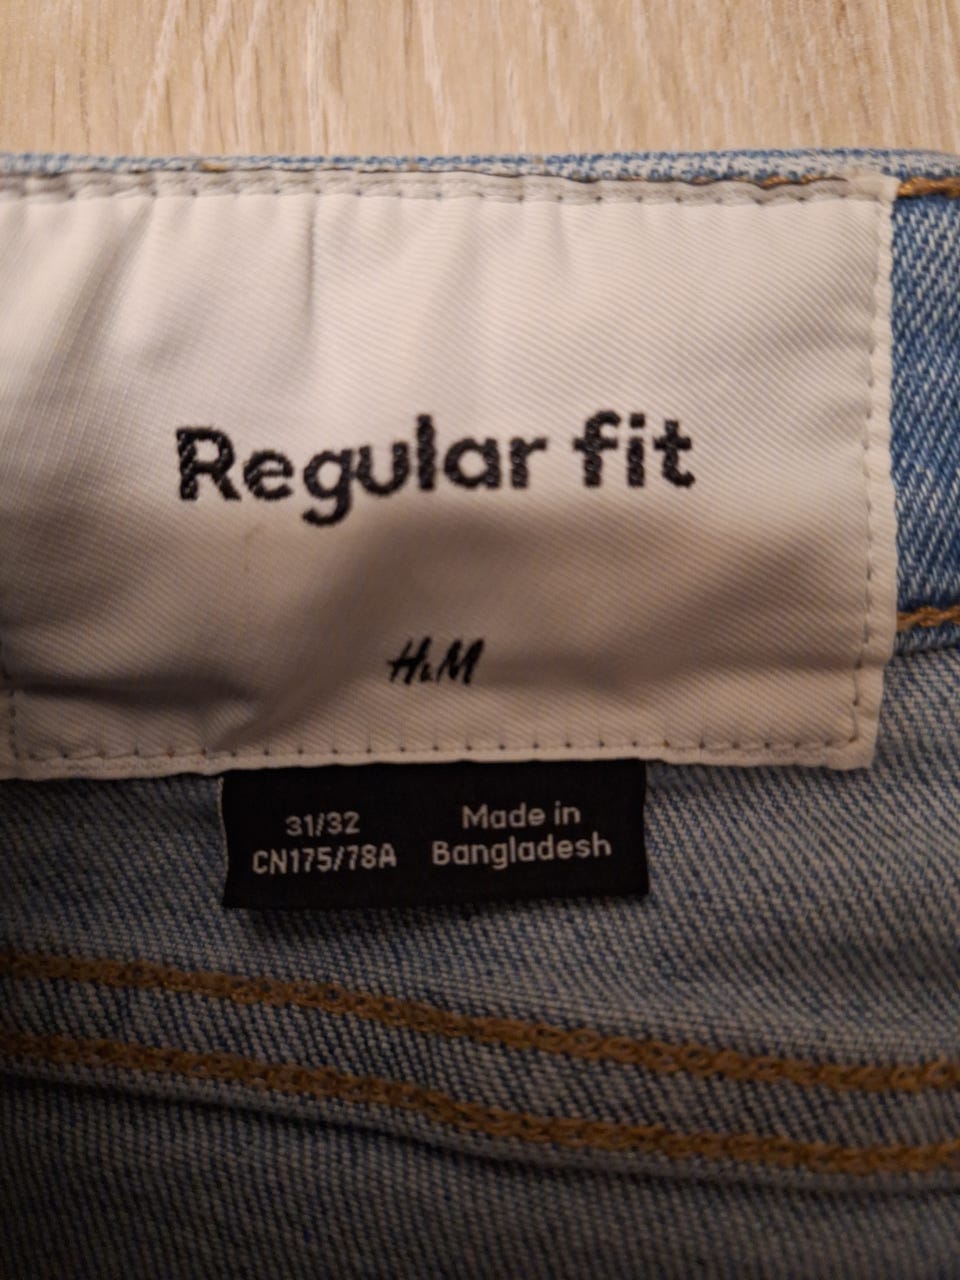 Regular fit
H&M
31/32
CN175/78A
Made in
Bangladesh